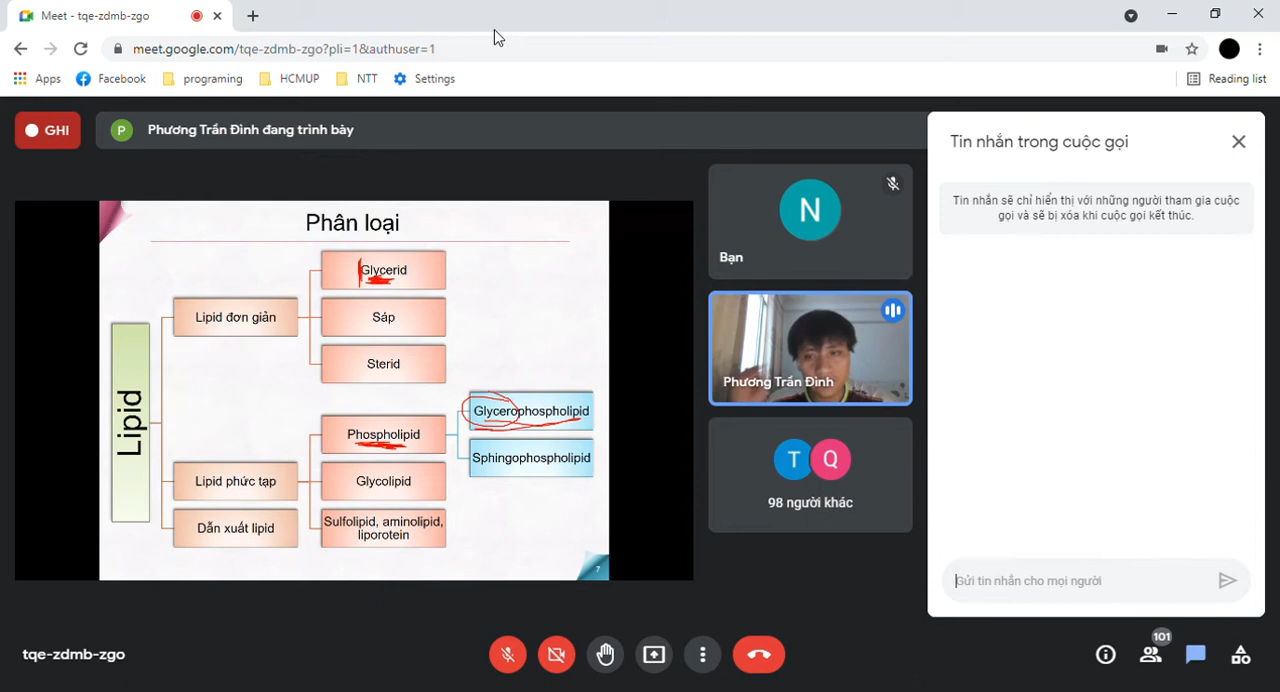 Meet - tqe-zdmb-zgo
meet.google.com/tqe-zdmb-zgo?pli=1&authuser=1
Apps Facebook programing HCMUP NTT Settings Reading list
GHI
P Phương Trần Đình đang trình bày
Phân loại
Lipid
Lipid đơn giản
Glycerid
Sáp
Sterid
Lipid phức tạp
Phospholipid
Glycerophospholipid
Sphingophospholipid
Glycolipid
Sulfolipid, aminolipid,
liporotein
Dẫn xuất lipid
7
N
Bạn
Phương Trần Đình
T Q
98 người khác
Tin nhắn trong cuộc gọi
Tin nhắn sẽ chỉ hiển thị với những người tham gia cuộc
gọi và sẽ bị xóa khi cuộc gọi kết thúc.
Gửi tin nhắn cho mọi người
tqe-zdmb-zgo
101